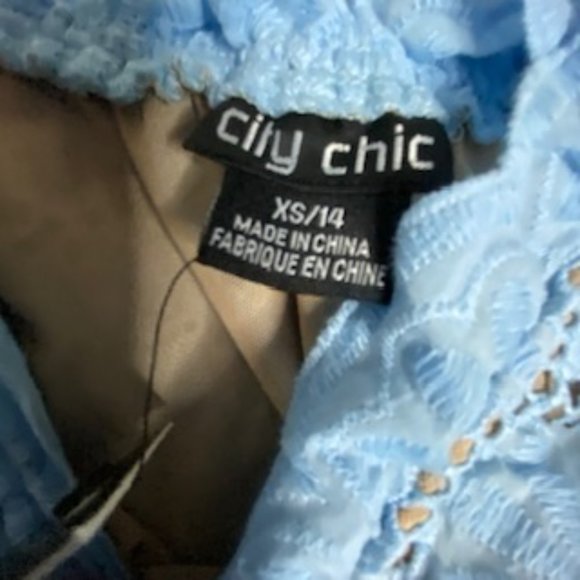 city chic
XS/14
MADE IN CHINA
FABRIQUE EN CHINE